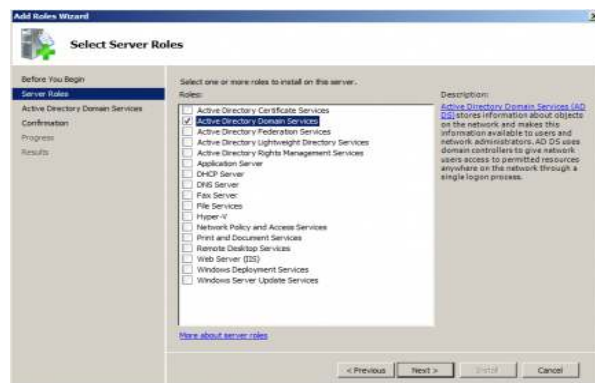 Add Roles Wizard
Select Server Roles
Before You Begin
Server Roles
Active Directory Domain Services
Confirmation
Progress
Results
Select one or more roles to install on this server.
Roles:
Active Directory Certificate Services
Active Directory Domain Services
Active Directory Federation Services
Active Directory Lightweight Directory Services
Active Directory Rights Management Services
Application Server
DHCP Server
DNS Server
Fax Server
File Services
Hyper-V
Network Policy and Access Services
Print and Document Services
Remote Desktop Services
Web Server (IIS)
Windows Deployment Services
Windows Server Update Services
More about server roles
Description:
Active Directory Domain Services (AD
DS) stores information about objects
on the network and makes this
information available to users and
network administrators. AD DS uses
domain controllers to give network
users access to permitted resources
anywhere on the network through a
single logon process.
< Previous
Next >
Install
Cancel